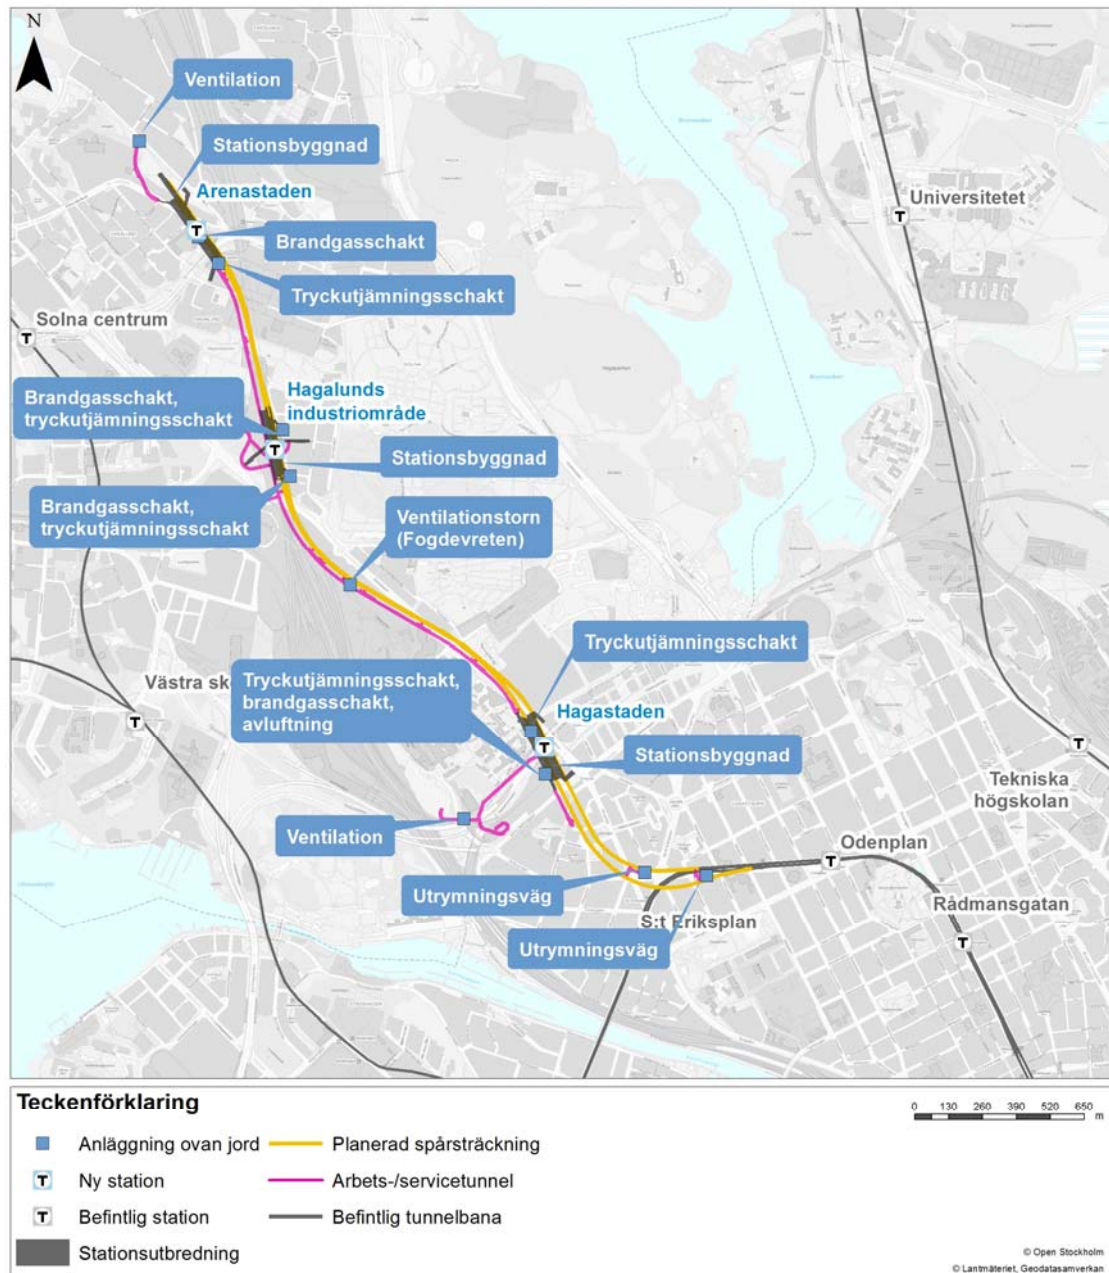 N
Ventilation
Stationsbyggnad
Arenastaden
Universitetet
Brandgasschakt
Tryckutjämningsschakt
Solna centrum
Brandgasschakt,
tryckutjämningsschakt
Hagalunds
industriområde
Stationsbyggnad
Brandgasschakt,
tryckutjämningsschakt
Ventilationstorn
(Fogdevreten)
Tryckutjämningsschakt
Västra sk
Tryckutjämningsschakt,
brandgasschakt,
avluftning
Hagastaden
Stationsbyggnad
Tekniska
högskolan
Ventilation
Odenplan
Utrymningsväg
Rådmansgatan
S:t Eriksplan
Utrymningsväg
Teckenförklaring
0 130 260 390 520 650
m
Anläggning ovan jord
Planerad spårsträckning
Ny station
Arbets-/servicetunnel
Befintlig station
Befintlig tunnelbana
Stationsutbredning
© Open Stockholm
© Lantmäteriet, Geodatasamverkan